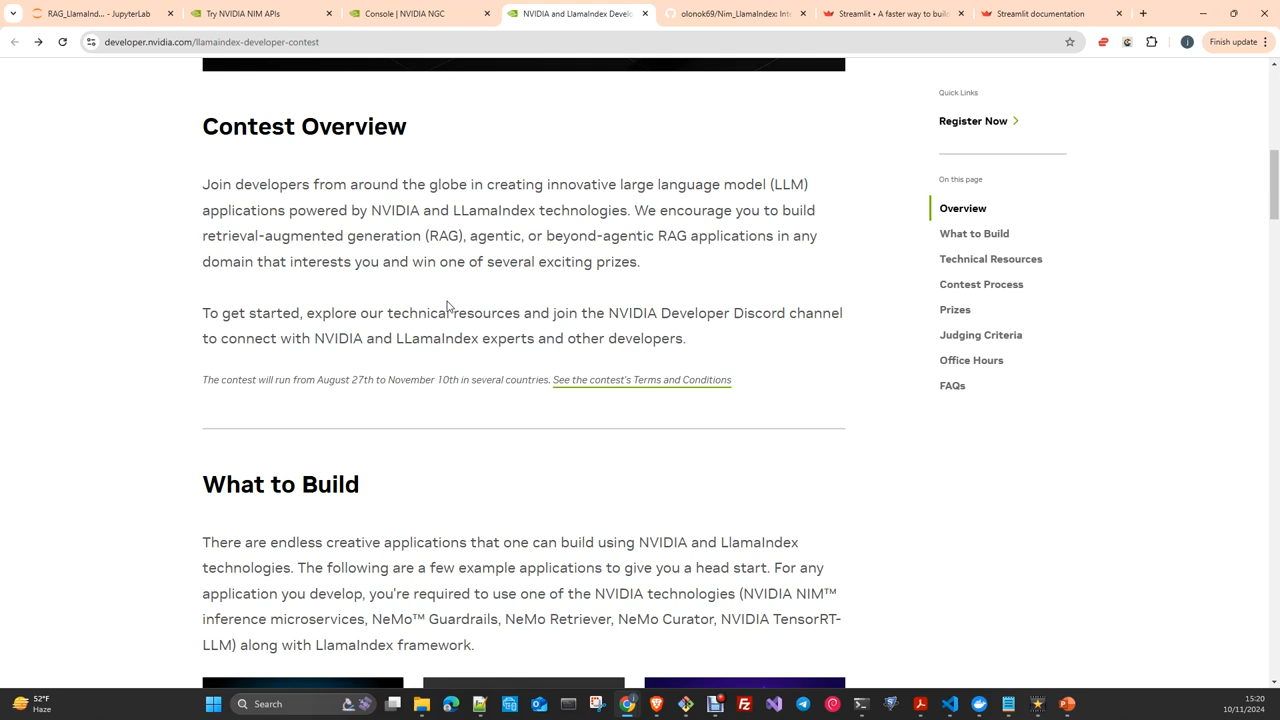 RAG_LlamaInd... - JupyterLab
Try NVIDIA NIM APIs
Console | NVIDIA NGC
NVIDIA and LlamaIndex Develo
olonok69/Nim_LlamaIndex: Inte
Streamlit • A faster way to build
Streamlit documentation
developer.nvidia.com/llamaindex-developer-contest
Finish update
Contest Overview
Join developers from around the globe in creating innovative large language model (LLM)
applications powered by NVIDIA and LLamaIndex technologies. We encourage you to build
retrieval-augmented generation (RAG), agentic, or beyond-agentic RAG applications in any
domain that interests you and win one of several exciting prizes.
To get started, explore our technical resources and join the NVIDIA Developer Discord channel
to connect with NVIDIA and LLamaIndex experts and other developers.
The contest will run from August 27th to November 10th in several countries. See the contest's Terms and Conditions
What to Build
There are endless creative applications that one can build using NVIDIA and LlamaIndex
technologies. The following are a few example applications to give you a head start. For any
application you develop, you're required to use one of the NVIDIA technologies (NVIDIA NIM™
inference microservices, NeMo™ Guardrails, NeMo Retriever, NeMo Curator, NVIDIA TensorRT-
LLM) along with LlamaIndex framework.
Quick Links
Register Now
On this page
Overview
What to Build
Technical Resources
Contest Process
Prizes
Judging Criteria
Office Hours
FAQs
52°F
Haze
Search
15:20
10/11/2024